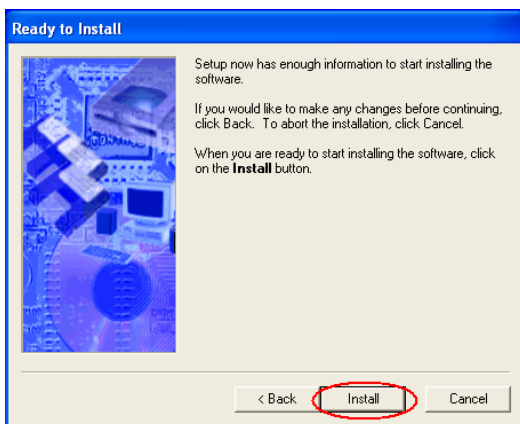 Ready to Install
Setup now has enough information to start installing the
software.
If you would like to make any changes before continuing,
click Back. To abort the installation, click Cancel.
When you are ready to start installing the software, click
on the Install button.
< Back
Install
Cancel